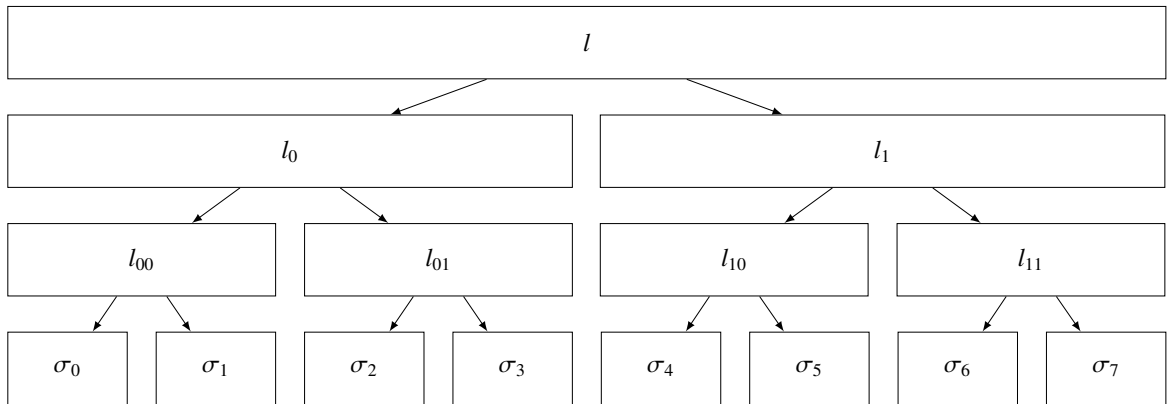 l
l₀ l₁
l₀₀ l₀₁ l₁₀ l₁₁
σ₀ σ₁ σ₂ σ₃ σ₄ σ₅ σ₆ σ₇